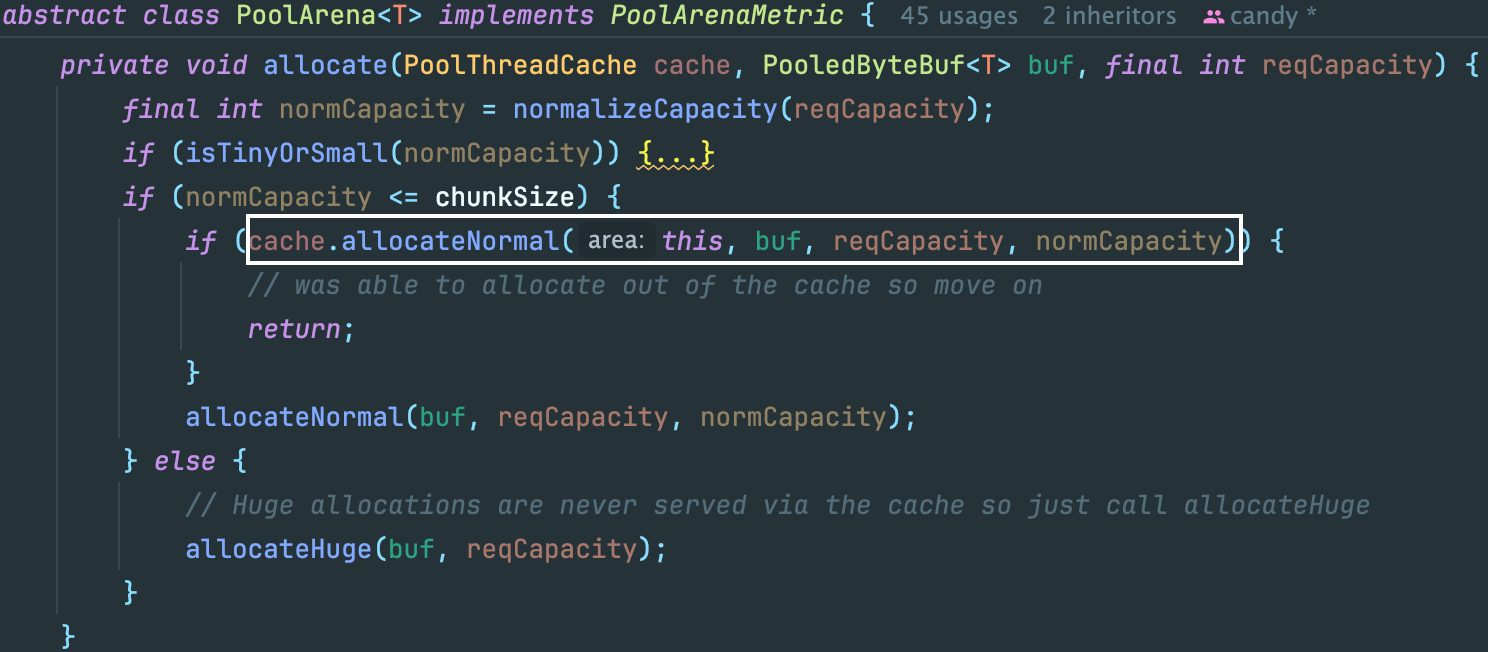 abstract class PoolArena<T> implements PoolArenaMetric { 45 usages 2 inheritors candy *
private void allocate(PoolThreadCache cache, PooledByteBuf<T> buf, final int reqCapacity) {
final int normCapacity = normalizeCapacity(reqCapacity);
if (isTinyOrSmall(normCapacity)) {...}
if (normCapacity <= chunkSize) {
if (cache.allocateNormal( area: this, buf, reqCapacity, normCapacity)) {
// was able to allocate out of the cache so move on
return;
}
allocateNormal(buf, reqCapacity, normCapacity);
} else {
// Huge allocations are never served via the cache so just call allocateHuge
allocateHuge(buf, reqCapacity);
}
}